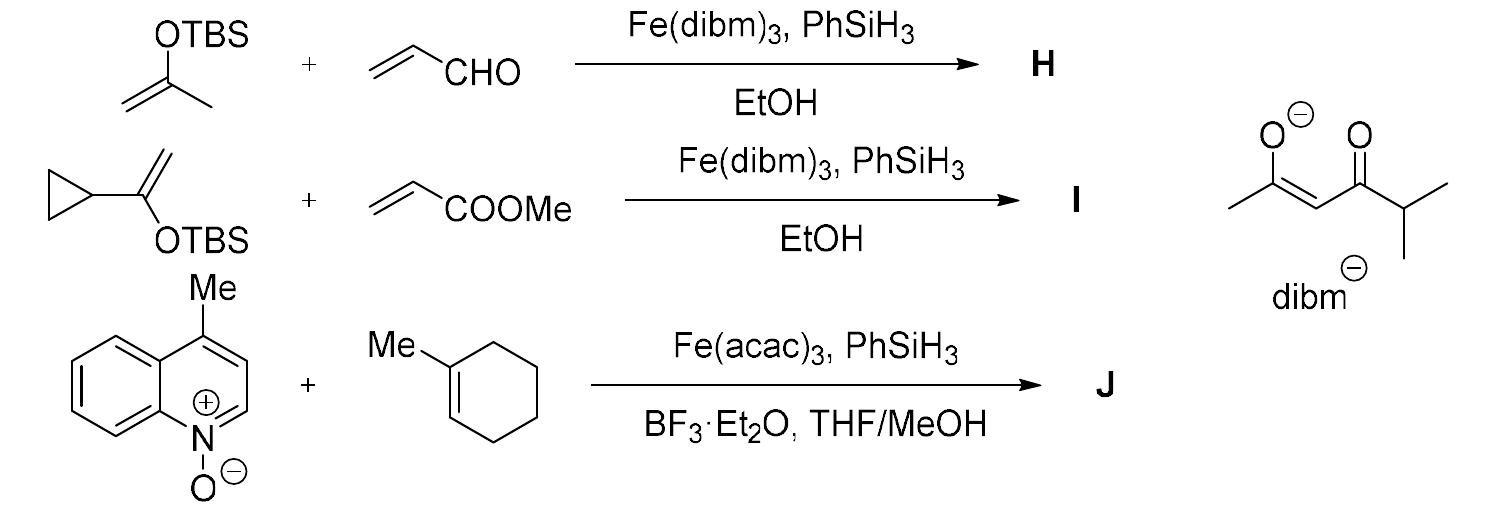 OTBS
+
CHO
Fe(dibm)₃, PhSiH₃
EtOH
H
OTBS
+
COOMe
Fe(dibm)₃, PhSiH₃
EtOH
I
O⊖
O
dibm⊖
Me
N⊕
O⊖
+
Me
Fe(acac)₃, PhSiH₃
BF₃·Et₂O, THF/MeOH
J